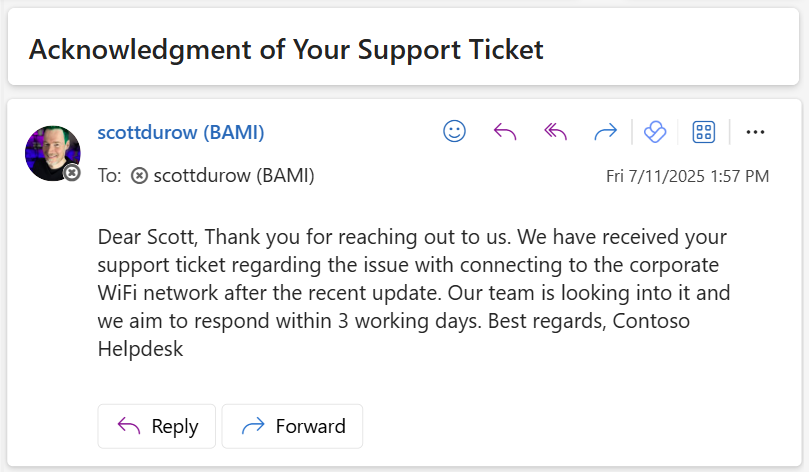 Acknowledgment of Your Support Ticket
scottdurow (BAMI)
To: scottdurow (BAMI)
Fri 7/11/2025 1:57 PM
Dear Scott, Thank you for reaching out to us. We have received your
support ticket regarding the issue with connecting to the corporate
WiFi network after the recent update. Our team is looking into it and
we aim to respond within 3 working days. Best regards, Contoso
Helpdesk
Reply
Forward